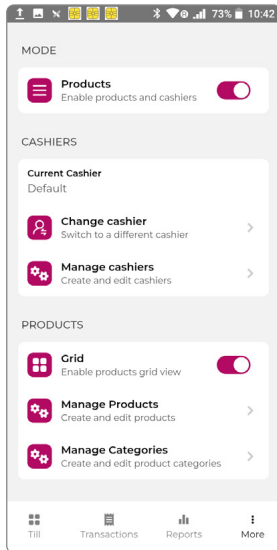 73% 10:42
MODE
Products
Enable products and cashiers
CASHIERS
Current Cashier
Default
Change cashier
Switch to a different cashier
Manage cashiers
Create and edit cashiers
PRODUCTS
Grid
Enable products grid view
Manage Products
Create and edit products
Manage Categories
Create and edit product categories
Till Transactions Reports More